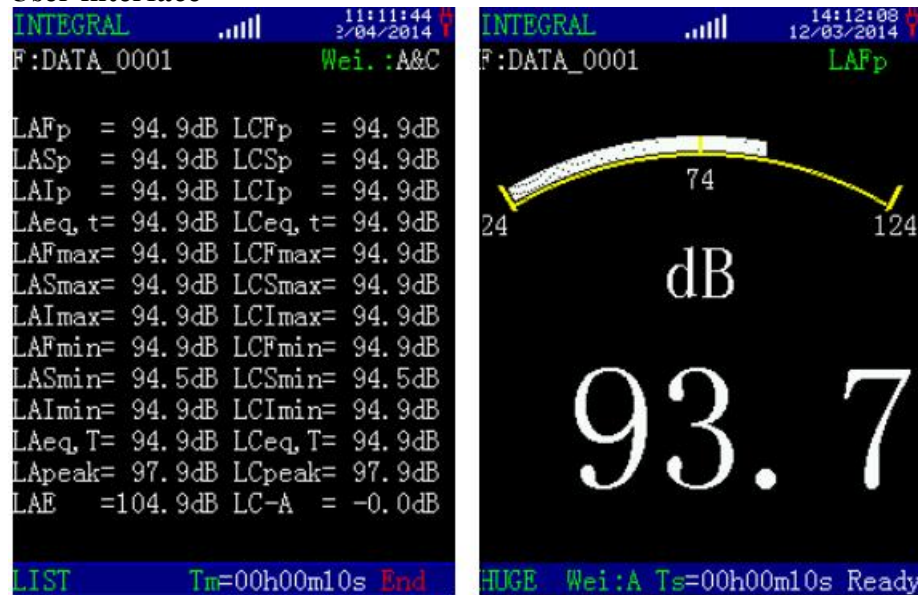 INTEGRAL 11:11:44
2/04/2014
F:DATA_0001 Wei.:A&C
LAFp = 94.9dB LCFp = 94.9dB
LASp = 94.9dB LCSp = 94.9dB
LAIp = 94.9dB LCIp = 94.9dB
LAeq,t= 94.9dB LCeq,t= 94.9dB
LAFmax= 94.9dB LCFmax= 94.9dB
LASmax= 94.9dB LCSmax= 94.9dB
LAImax= 94.9dB LCImax= 94.9dB
LAFmin= 94.9dB LCFmin= 94.9dB
LASmin= 94.5dB LCSmin= 94.5dB
LAImin= 94.9dB LCImin= 94.9dB
LAeq,T= 94.9dB LCeq,T= 94.9dB
LApeak= 97.9dB LCpeak= 97.9dB
LAE =104.9dB LC-A = -0.0dB
LIST Tm=00h00m10s End
INTEGRAL 14:12:08
12/03/2014
F:DATA_0001 LAFp
74
24 124
dB
93.7
HUGE Wei:A Ts=00h00m10s Ready